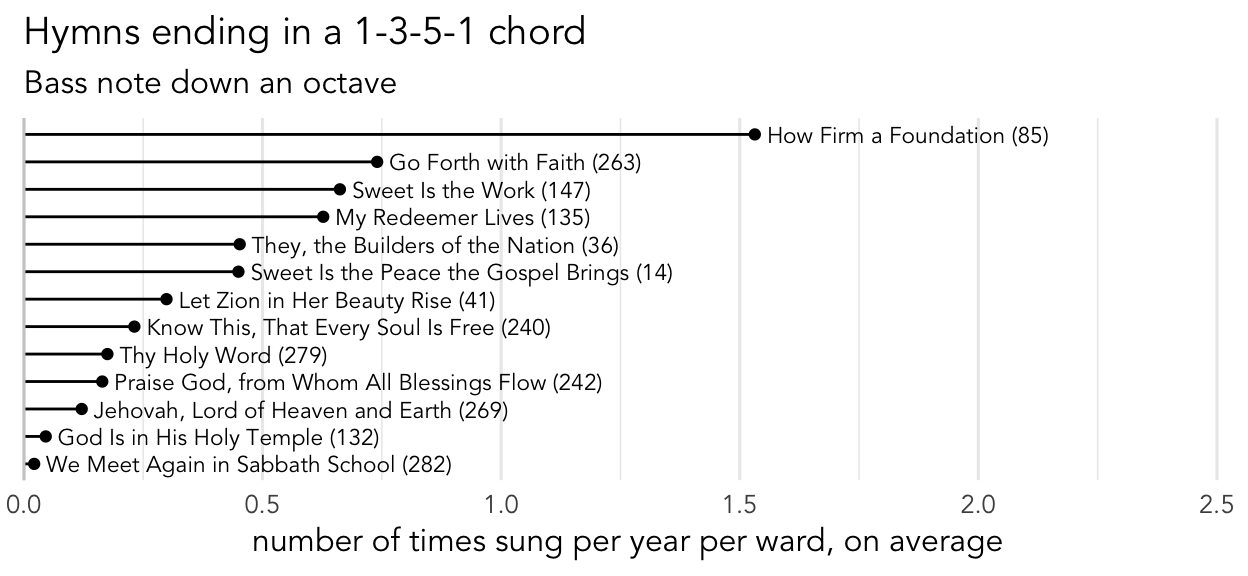 Hymns ending in a 1-3-5-1 chord
Bass note down an octave
How Firm a Foundation (85)
Go Forth with Faith (263)
Sweet Is the Work (147)
My Redeemer Lives (135)
They, the Builders of the Nation (36)
Sweet Is the Peace the Gospel Brings (14)
Let Zion in Her Beauty Rise (41)
Know This, That Every Soul Is Free (240)
Thy Holy Word (279)
Praise God, from Whom All Blessings Flow (242)
Jehovah, Lord of Heaven and Earth (269)
God Is in His Holy Temple (132)
We Meet Again in Sabbath School (282)
0.0 0.5 1.0 1.5 2.0 2.5
number of times sung per year per ward, on average